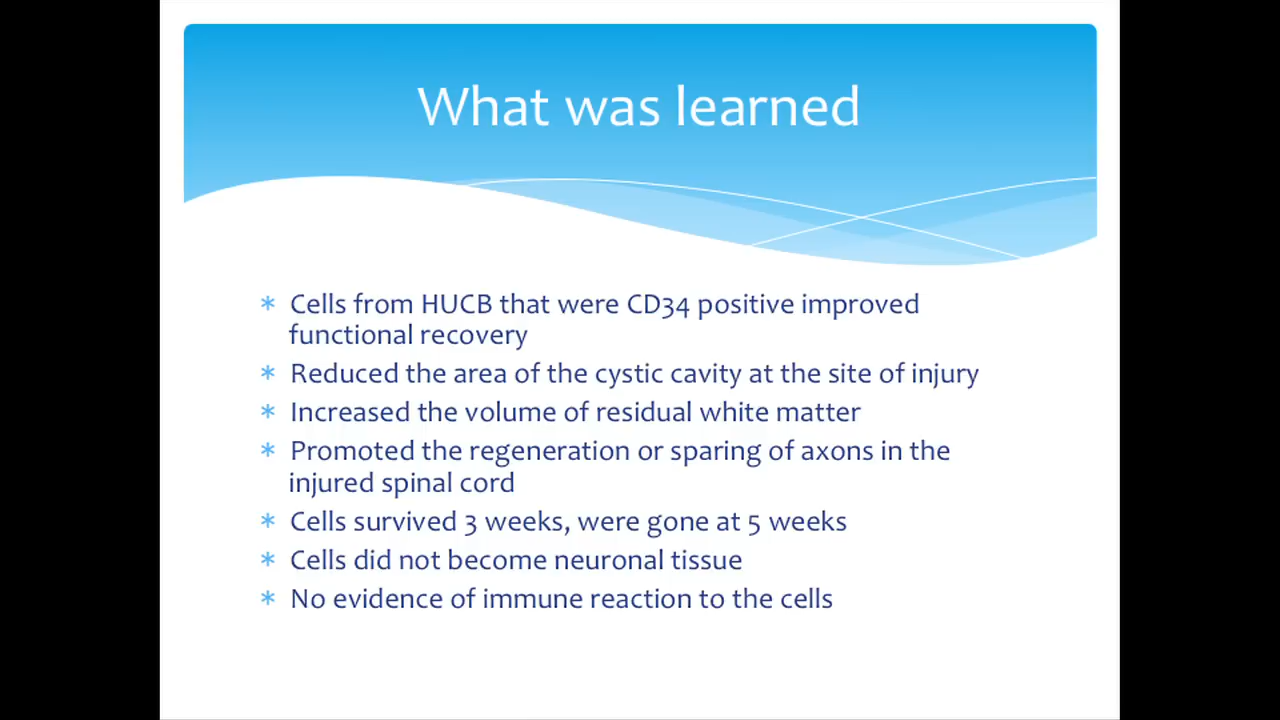 What was learned
* Cells from HUCB that were CD34 positive improved
functional recovery
* Reduced the area of the cystic cavity at the site of injury
* Increased the volume of residual white matter
* Promoted the regeneration or sparing of axons in the
injured spinal cord
* Cells survived 3 weeks, were gone at 5 weeks
* Cells did not become neuronal tissue
* No evidence of immune reaction to the cells